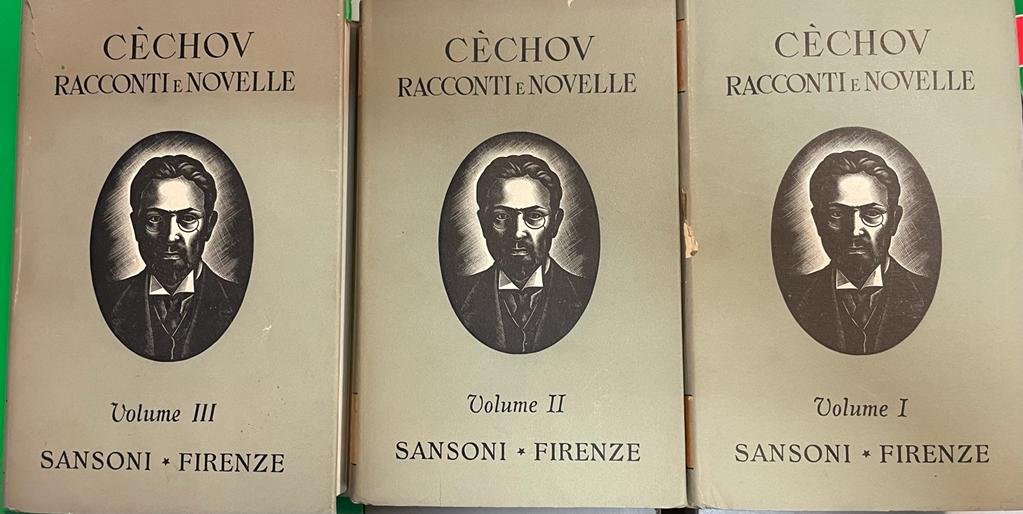 CÈCHOV
RACCONTI E NOVELLE
Volume III
SANSONI ★ FIRENZE
CÈCHOV
RACCONTI E NOVELLE
Volume II
SANSONI ★ FIRENZE
CÈCHOV
RACCONTI E NOVELLE
Volume I
SANSONI ★ FIRENZE